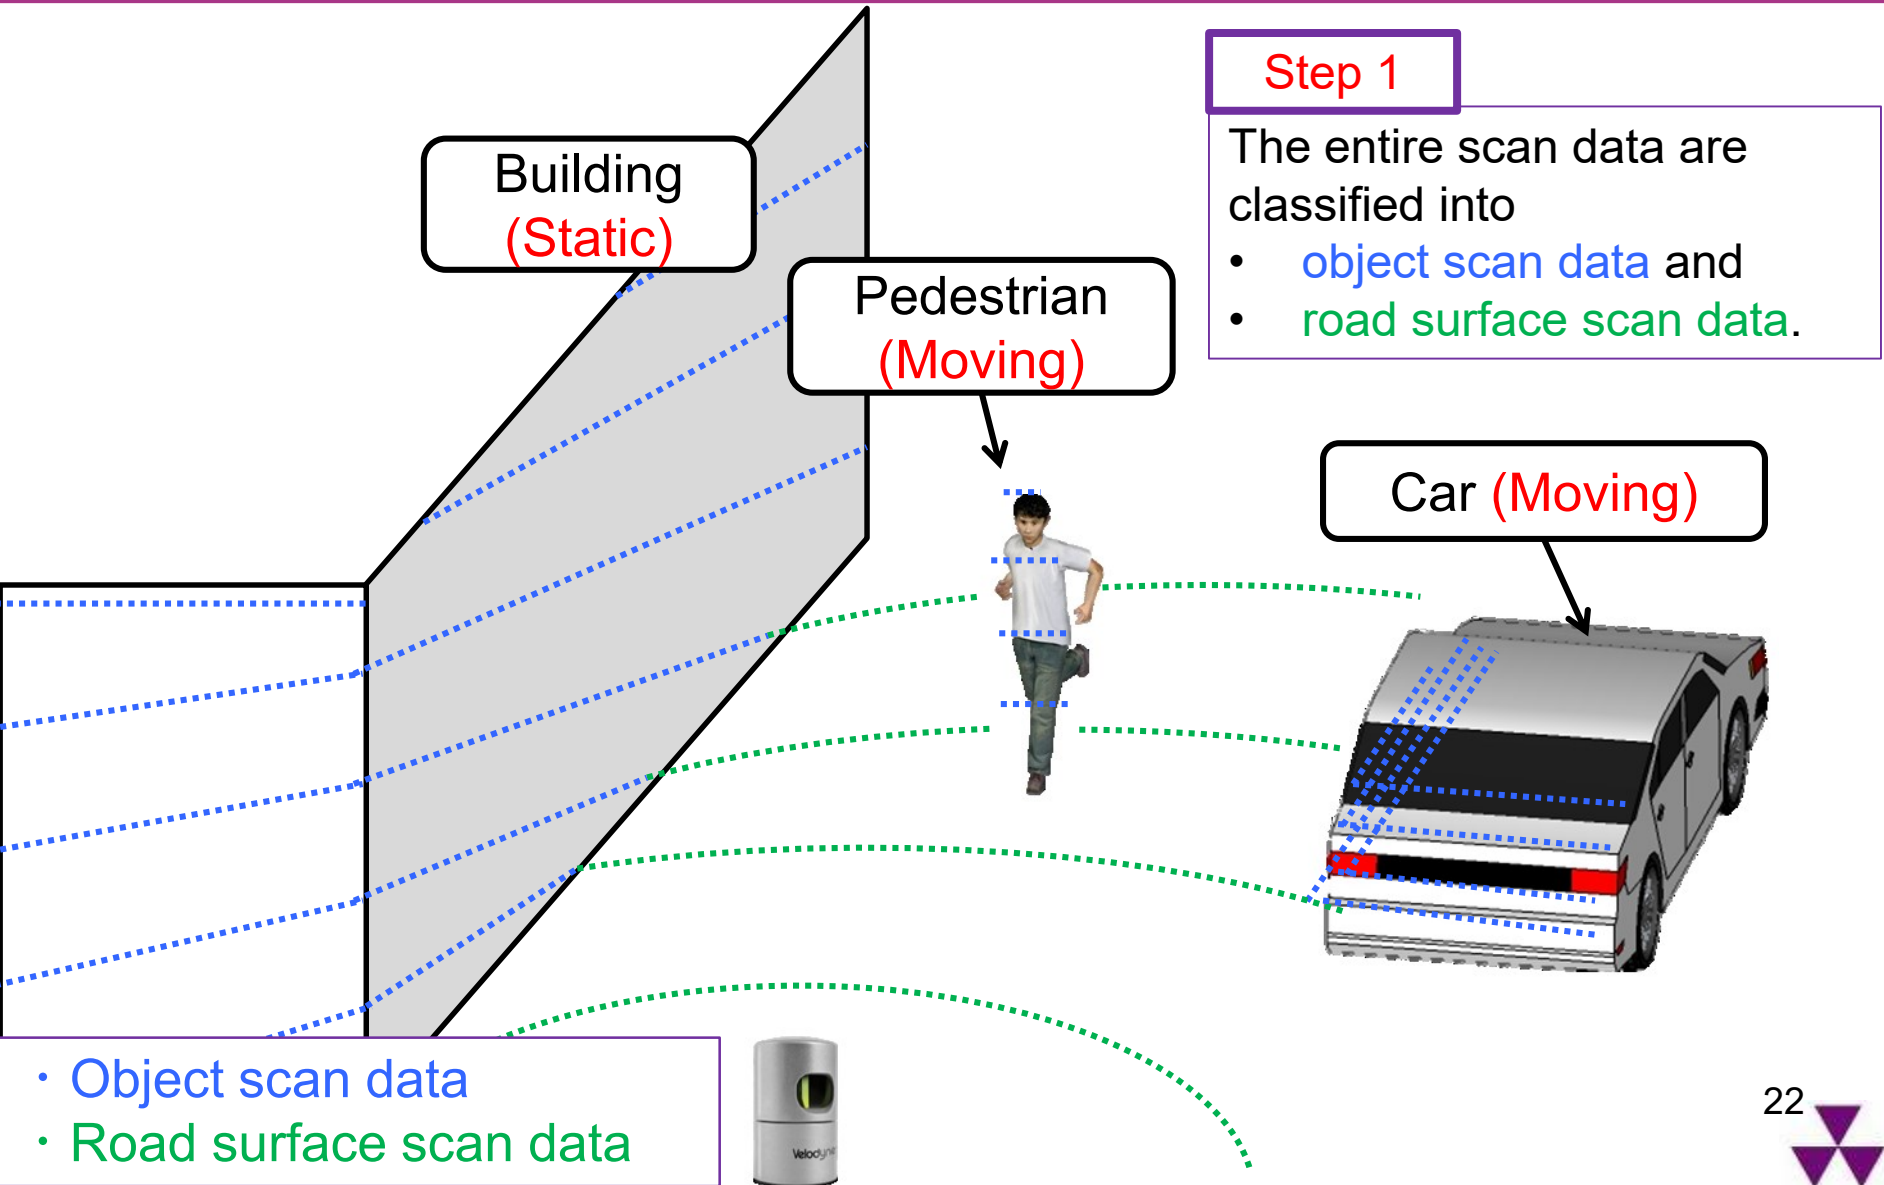 Step 1
The entire scan data are
classified into
• object scan data and
• road surface scan data.
Building
(Static)
Pedestrian
(Moving)
Car (Moving)
・Object scan data
・Road surface scan data
Velodyne
22